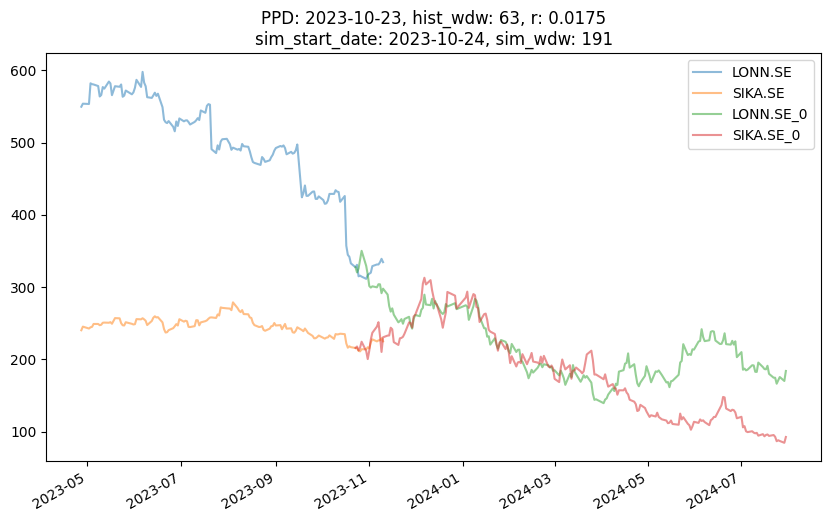 PPD: 2023-10-23, hist_wdw: 63, r: 0.0175
sim_start_date: 2023-10-24, sim_wdw: 191
LONN.SE
SIKA.SE
LONN.SE_0
SIKA.SE_0
600
500
400
300
200
100
2023-05
2023-07
2023-09
2023-11
2024-01
2024-03
2024-05
2024-07